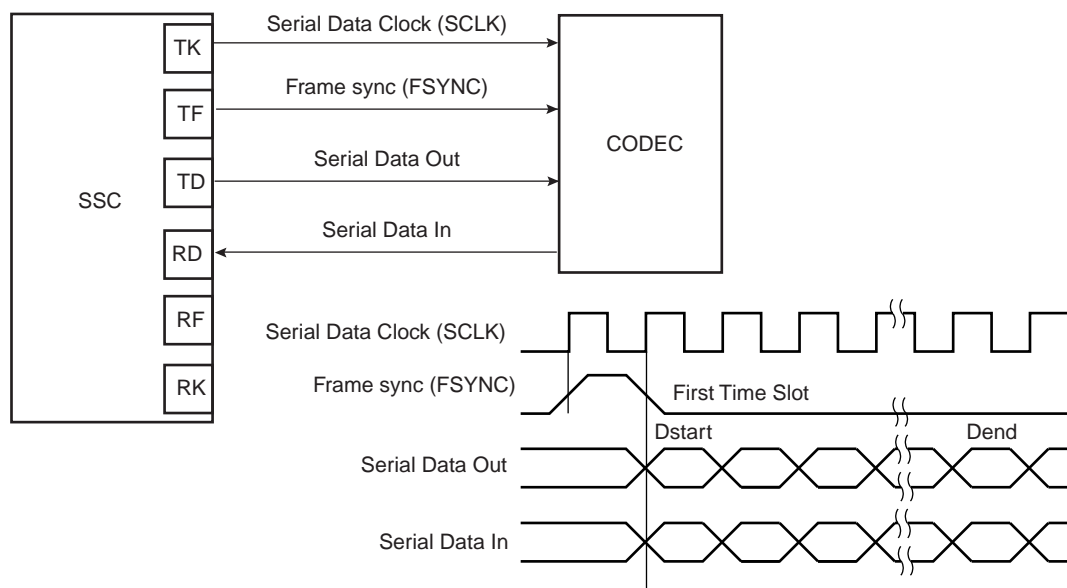 Serial Data Clock (SCLK)
TK
Frame sync (FSYNC)
TF
CODEC
Serial Data Out
TD
SSC
Serial Data In
RD
RF
Serial Data Clock (SCLK)
RK
Frame sync (FSYNC)
First Time Slot
Dstart
Dend
Serial Data Out
Serial Data In